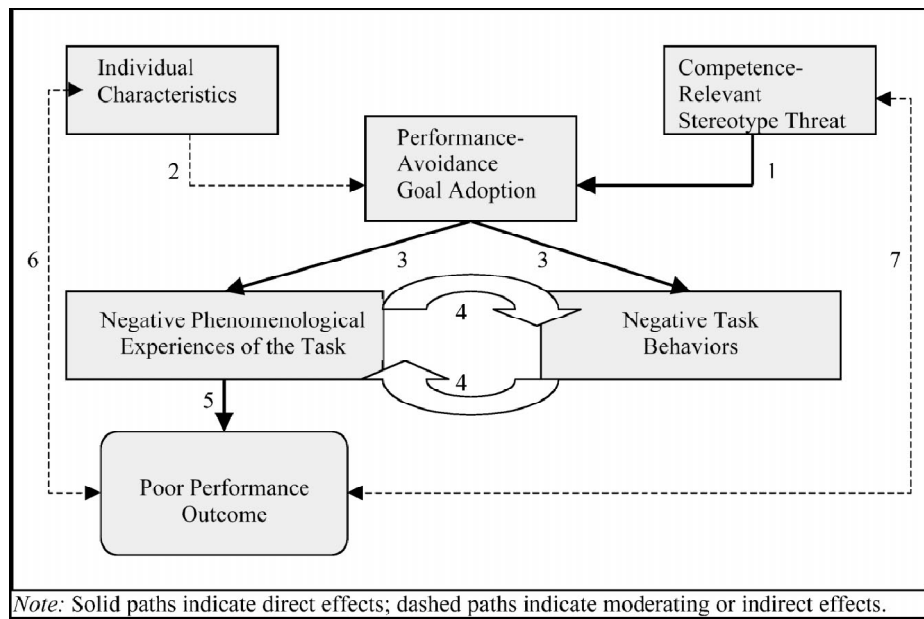 Individual
Characteristics
Competence-
Relevant
Stereotype Threat
Performance-
Avoidance
Goal Adoption
2
1
6
3
3
7
Negative Phenomenological
Experiences of the Task
4
4
Negative Task
Behaviors
5
Poor Performance
Outcome
Note: Solid paths indicate direct effects; dashed paths indicate moderating or indirect effects.